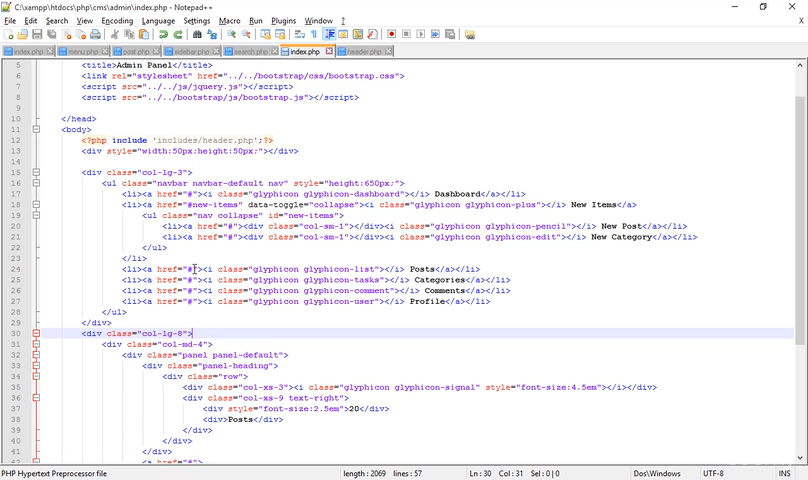 C:\xampp\htdocs\php\cms\admin\index.php - Notepad++
File Edit Search View Encoding Language Settings Macro Run Plugins Window ? X
index.php menu.php post.php sidebar.php search.php index.php header.php
5 <title>Admin Panel</title>
6 <link rel="stylesheet" href="../../bootstrap/css/bootstrap.css">
7 <script src="../../js/jquery.js"></script>
8 <script src="../../bootstrap/js/bootstrap.js"></script>
9
10 </head>
11 <body>
12 <?php include 'includes/header.php';?>
13 <div style="width:50px;height:50px;"></div>
14
15 <div class="col-lg-3">
16 <ul class="navbar navbar-default nav" style="height:650px;">
17 <li><a href="#"><i class="glyphicon glyphicon-dashboard"></i> Dashboard</a></li>
18 <li><a href="#new-items" data-toggle="collapse"><i class="glyphicon glyphicon-plus"></i> New Items</a>
19 <ul class="nav collapse" id="new-items">
20 <li><a href="#"><div class="col-sm-1"></div><i class="glyphicon glyphicon-pencil"></i> New Post</a></li>
21 <li><a href="#"><div class="col-sm-1"></div><i class="glyphicon glyphicon-edit"></i> New Category</a></li>
22 </ul>
23 </li>
24 <li><a href="#"><i class="glyphicon glyphicon-list"></i> Posts</a></li>
25 <li><a href="#"><i class="glyphicon glyphicon-tasks"></i> Categories</a></li>
26 <li><a href="#"><i class="glyphicon glyphicon-comment"></i> Comments</a></li>
27 <li><a href="#"><i class="glyphicon glyphicon-user"></i> Profile</a></li>
28 </ul>
29 </div>
30 <div class="col-lg-8">
31 <div class="col-md-4">
32 <div class="panel panel-default">
33 <div class="panel-heading">
34 <div class="row">
35 <div class="col-xs-3"><i class="glyphicon glyphicon-signal" style="font-size:4.5em"></i></div>
36 <div class="col-xs-9 text-right">
37 <div style="font-size:2.5em">20</div>
38 <div>Posts</div>
39 </div>
40 </div>
41 </div>
PHP Hypertext Preprocessor file length : 2069 lines : 57 Ln : 30 Col : 31 Sel : 0 | 0 Dos\Windows UTF-8 INS